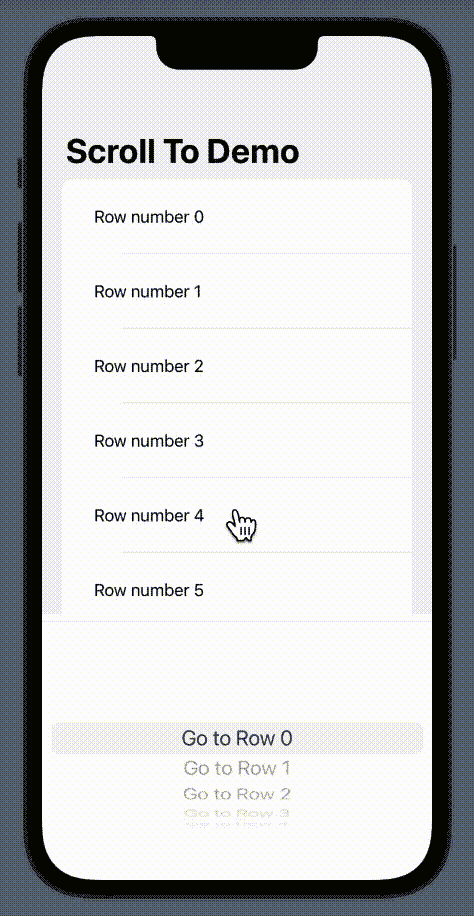 Scroll To Demo
Row number 0
Row number 1
Row number 2
Row number 3
Row number 4
Row number 5
Go to Row 0
Go to Row 1
Go to Row 2
Go to Row 3